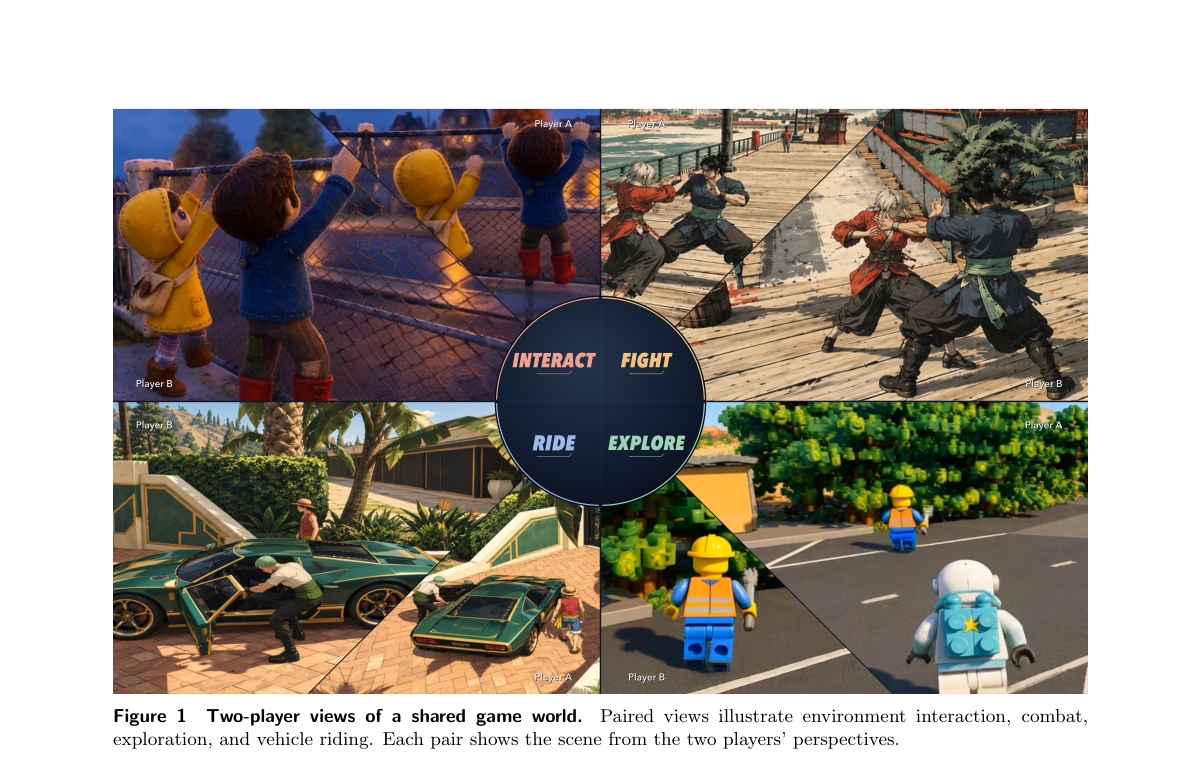 Player A
Player A
Player B
Player B
INTERACT
FIGHT
RIDE
EXPLORE
Player B
Player A
Player A
Player B
Figure 1 Two-player views of a shared game world. Paired views illustrate environment interaction, combat,
exploration, and vehicle riding. Each pair shows the scene from the two players' perspectives.